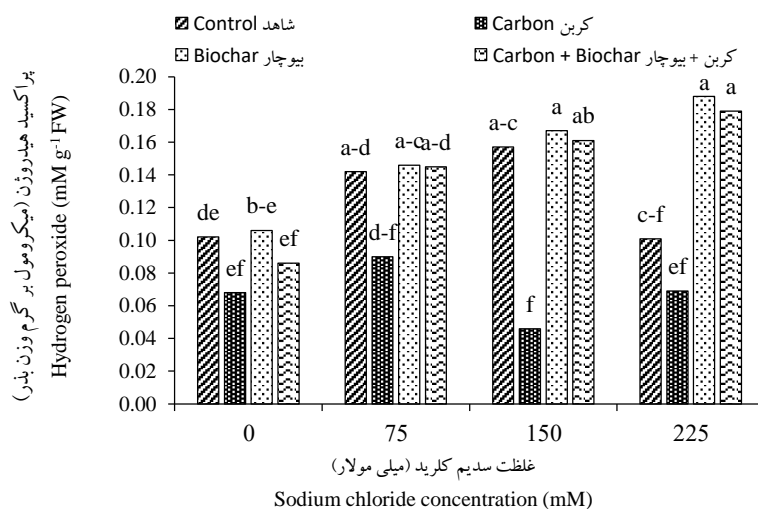 Control شاهد
Carbon کربن
Biochar بیوچار
Carbon + Biochar کربن + بیوچار
پراکسید هیدروژن (میکرومول بر گرم وزن بذر)
Hydrogen peroxide (mM g⁻¹ FW)
0.20
0.18
0.16
0.14
0.12
0.10
0.08
0.06
0.04
0.02
0.00
de
ef
b-e
ef
a-d
d-f
a-c
a-d
a-c
f
a
ab
c-f
ef
a
a
0 75 150 225
غلظت سدیم کلرید (میلی مولار)
Sodium chloride concentration (mM)